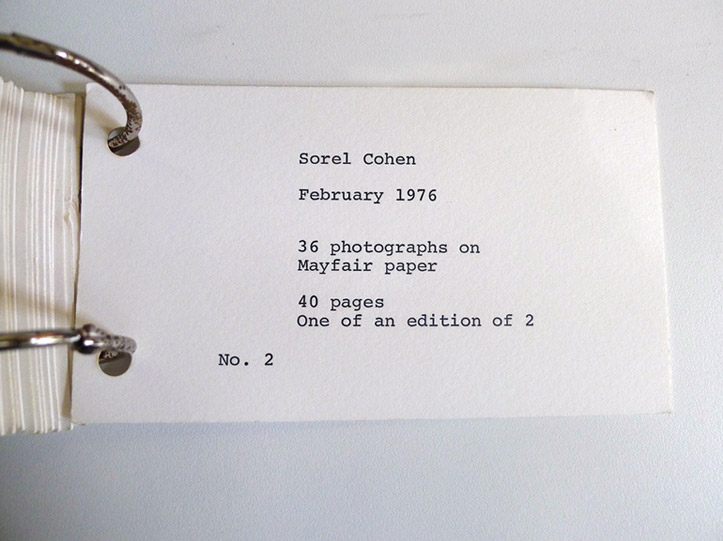 Sorel Cohen
February 1976
36 photographs on
Mayfair paper
40 pages
One of an edition of 2
No. 2